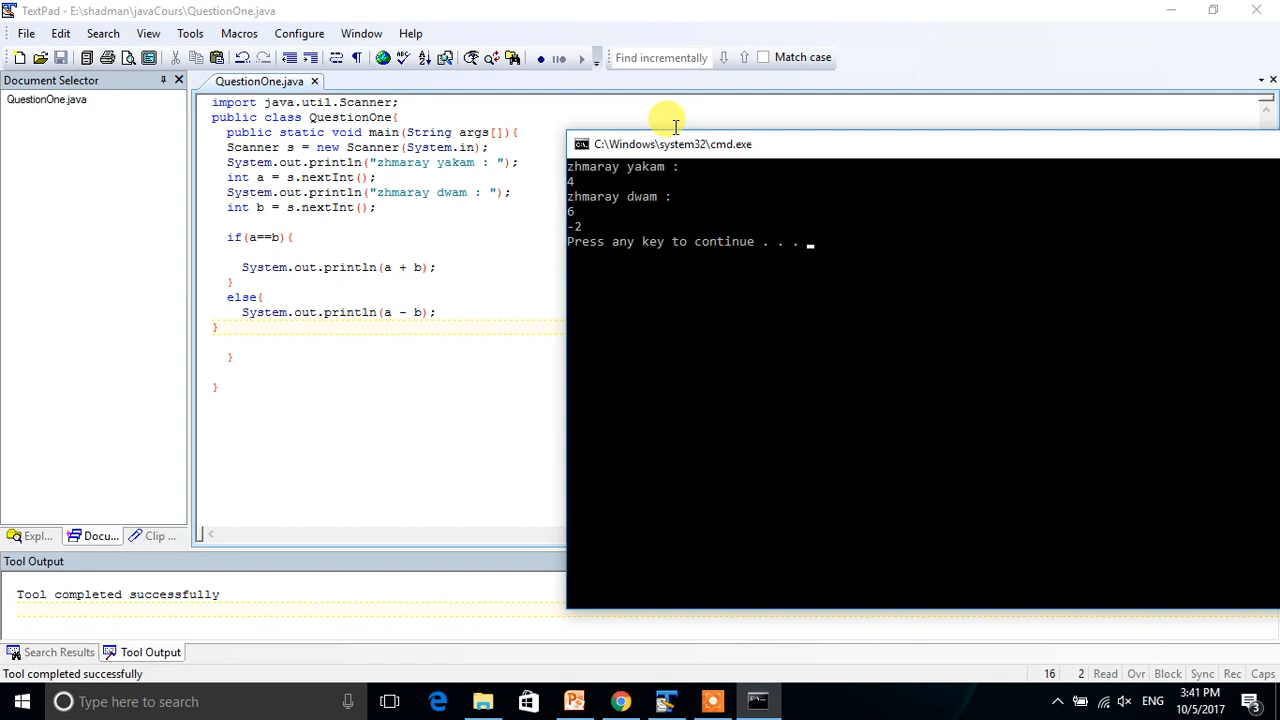 TextPad - E:\shadman\javaCours\QuestionOne.java
File Edit Search View Tools Macros Configure Window Help
Find incrementally Match case
Document Selector
QuestionOne.java
QuestionOne.java
import java.util.Scanner;
public class QuestionOne{
public static void main(String args[]){
Scanner s = new Scanner(System.in);
System.out.println("zhmaray yakam : ");
int a = s.nextInt();
System.out.println("zhmaray dwam : ");
int b = s.nextInt();
if(a==b){
System.out.println(a + b);
}
else{
System.out.println(a - b);
}
}
}
C:\Windows\system32\cmd.exe
zhmaray yakam :
4
zhmaray dwam :
6
-2
Press any key to continue . . . _
Expl... Docu... Clip ...
Tool Output
Tool completed successfully
Search Results Tool Output
Tool completed successfully 16 2 Read Ovr Block Sync Rec Caps
Type here to search ENG 3:41 PM
10/5/2017 3